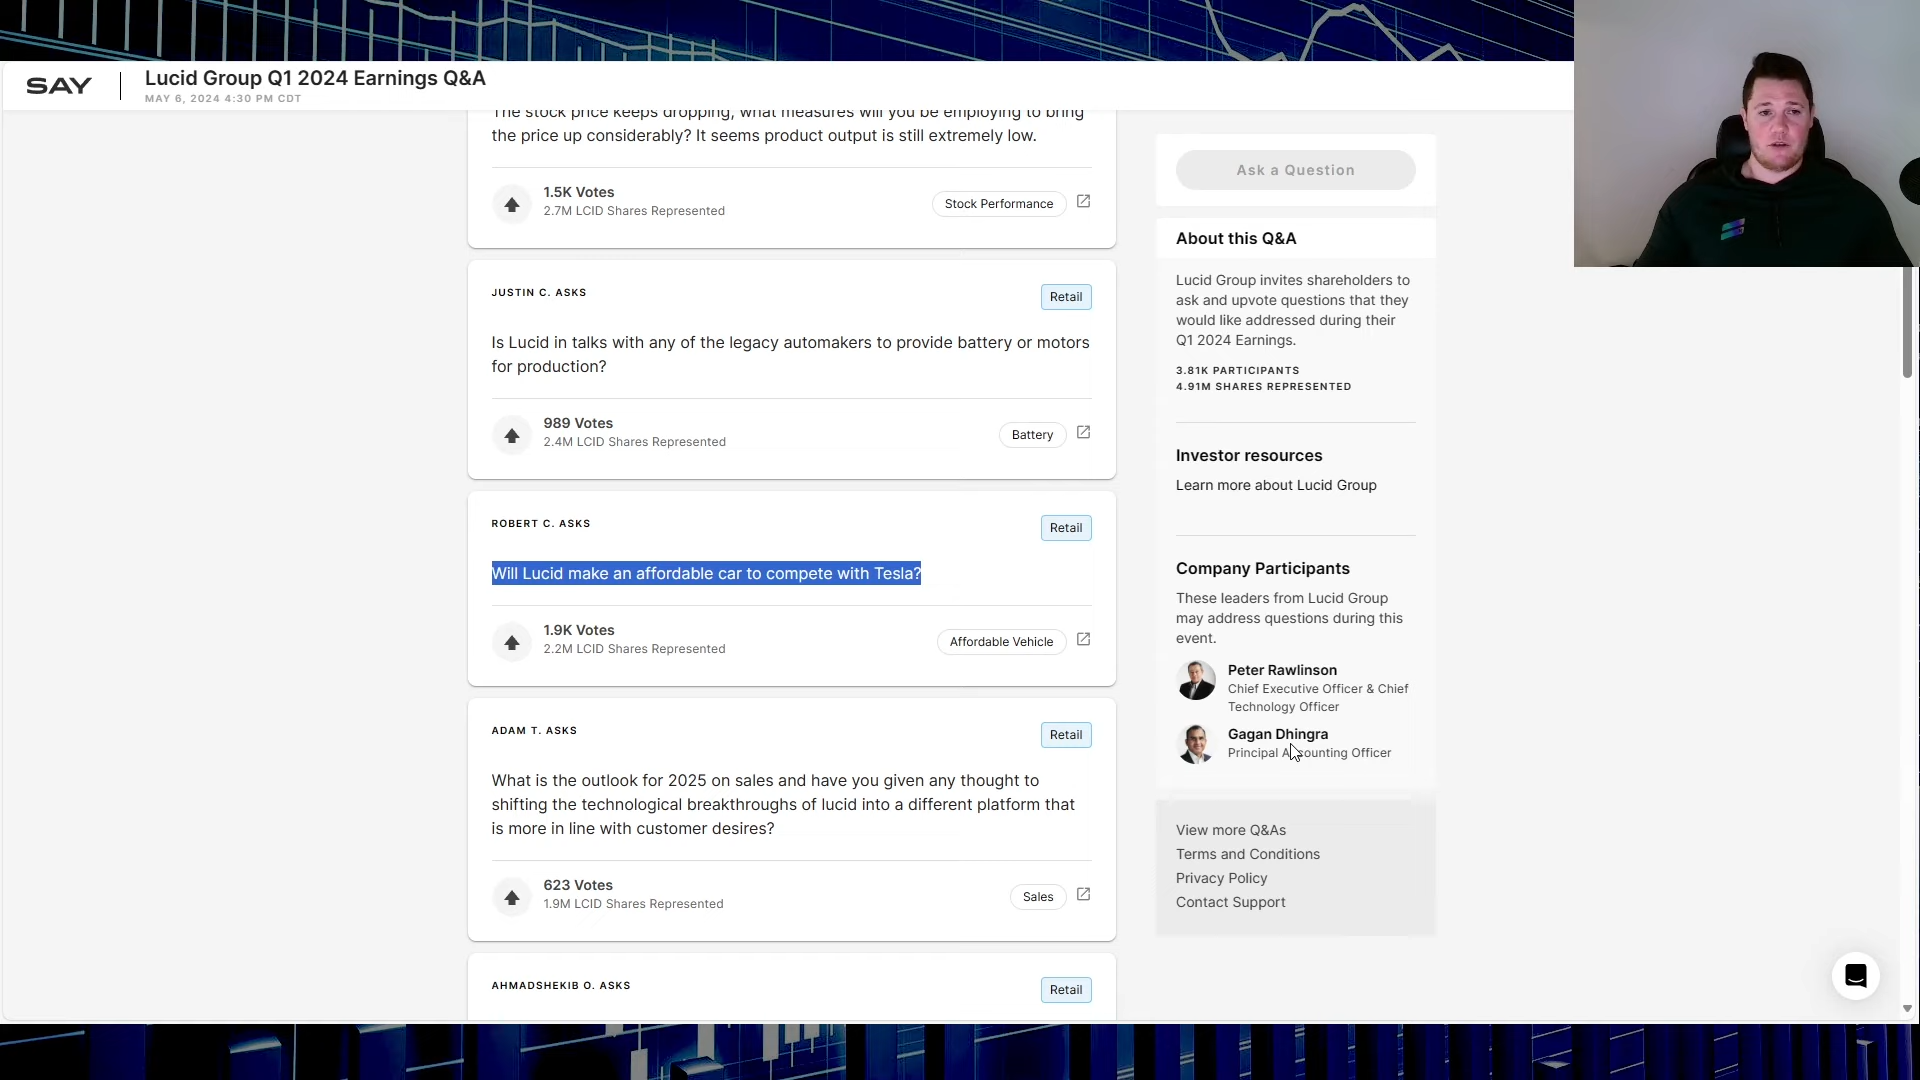 SAY
Lucid Group Q1 2024 Earnings Q&A
MAY 6, 2024 4:30 PM CDT
The stock price keeps dropping, what measures will you be employing to bring
the price up considerably? It seems product output is still extremely low.
1.5K Votes
2.7M LCID Shares Represented
Stock Performance
JUSTIN C. ASKS
Retail
Is Lucid in talks with any of the legacy automakers to provide battery or motors
for production?
989 Votes
2.4M LCID Shares Represented
Battery
ROBERT C. ASKS
Retail
Will Lucid make an affordable car to compete with Tesla?
1.9K Votes
2.2M LCID Shares Represented
Affordable Vehicle
ADAM T. ASKS
Retail
What is the outlook for 2025 on sales and have you given any thought to
shifting the technological breakthroughs of lucid into a different platform that
is more in line with customer desires?
623 Votes
1.9M LCID Shares Represented
Sales
AHMADSHEKIB O. ASKS
Retail
Ask a Question
About this Q&A
Lucid Group invites shareholders to
ask and upvote questions that they
would like addressed during their
Q1 2024 Earnings.
3.81K PARTICIPANTS
4.91M SHARES REPRESENTED
Investor resources
Learn more about Lucid Group
Company Participants
These leaders from Lucid Group
may address questions during this
event.
Peter Rawlinson
Chief Executive Officer & Chief
Technology Officer
Gagan Dhingra
Principal Accounting Officer
View more Q&As
Terms and Conditions
Privacy Policy
Contact Support